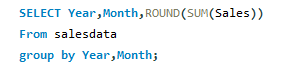 SELECT Year,Month,ROUND(SUM(Sales))
From salesdata
group by Year,Month;